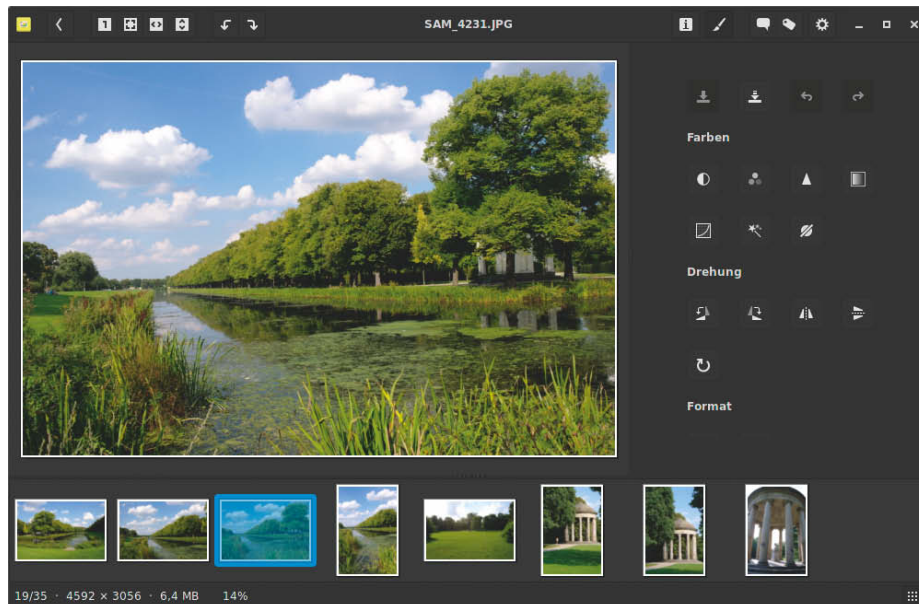 SAM_4231.JPG
Farben
Drehung
Format
19/35 · 4592 × 3056 · 6,4 MB 14%